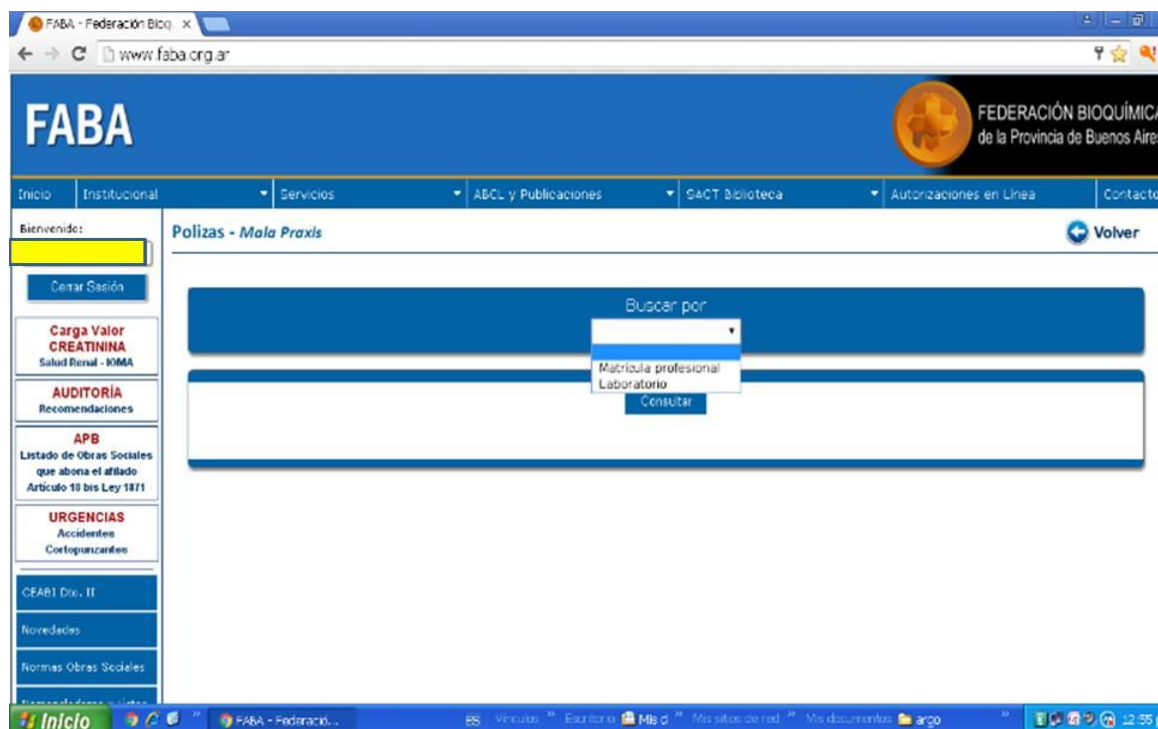 FABA - Federación Bioq
www.faba.org.ar
FABA
FEDERACIÓN BIOQUÍMICA
de la Provincia de Buenos Aires
Inicio
Institucional
Servicios
ABCL y Publicaciones
SACT Biblioteca
Autorizaciones en Línea
Contacto
Bienvenido:
Polizas - Mala Praxis
Volver
Cerrar Sesión
Buscar por
Matrícula profesional
Laboratorio
Consultar
Carga Valor
CREATININA
Salud Renal - IOMA
AUDITORÍA
Recomendaciones
APB
Listado de Obras Sociales
que abona el afiliado
Artículo 18 bis Ley 1871
URGENCIAS
Accidentes
Cortopunzantes
CEABI Dto. II
Novedades
Normas Obras Sociales
Inicio
FABA - Federació...
ES
Vínculos
Escritorio
Mis d
Mis sitios de red
Mis documentos
argo
12:55